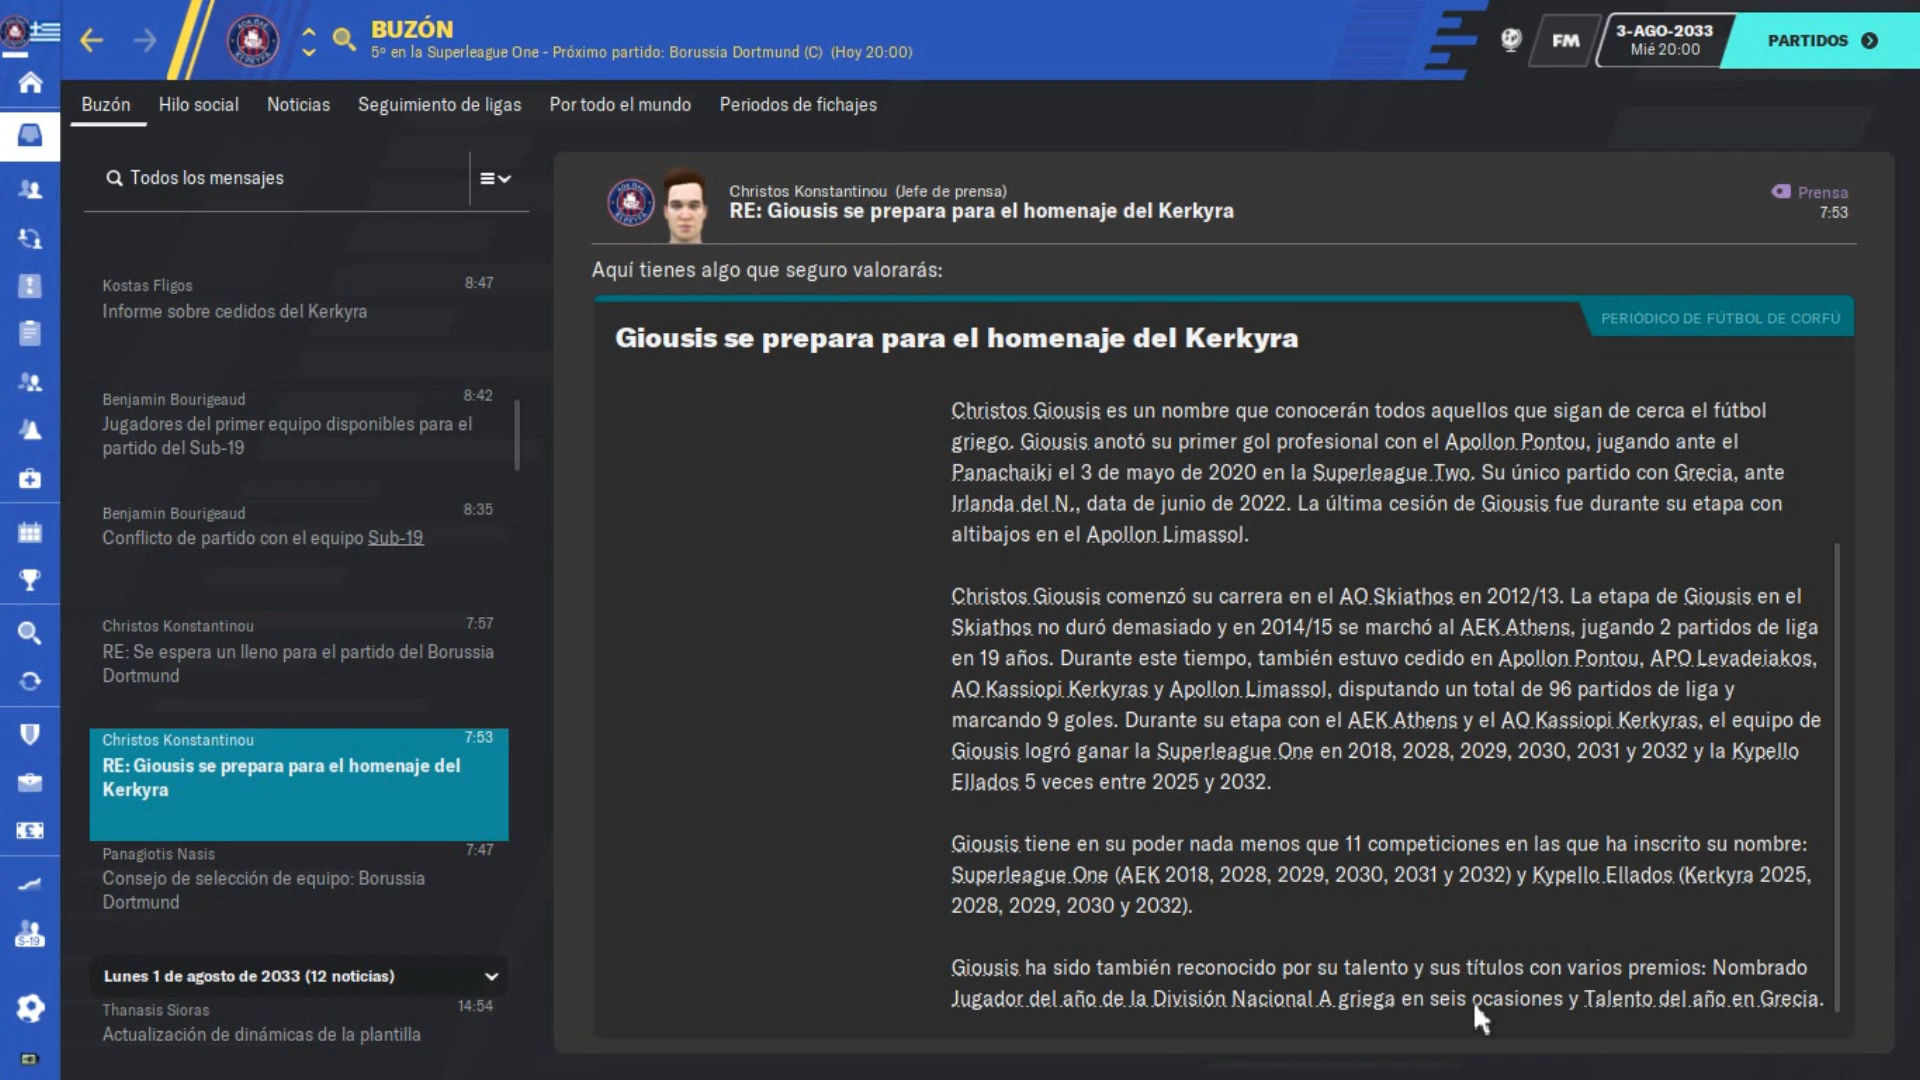 BUZÓN
5º en la Superleague One - Próximo partido: Borussia Dortmund (C) (Hoy 20:00)
FM
3-AGO-2033
Mié 20:00
PARTIDOS
Buzón
Hilo social
Noticias
Seguimiento de ligas
Por todo el mundo
Periodos de fichajes
Todos los mensajes
Kostas Fligos
8:47
Informe sobre cedidos del Kerkyra
Benjamin Bourigeaud
8:42
Jugadores del primer equipo disponibles para el
partido del Sub-19
Benjamin Bourigeaud
8:35
Conflicto de partido con el equipo Sub-19
Christos Konstantinou
7:57
RE: Se espera un lleno para el partido del Borussia
Dortmund
Christos Konstantinou
7:53
RE: Giousis se prepara para el homenaje del
Kerkyra
Panagiotis Nasis
7:47
Consejo de selección de equipo: Borussia
Dortmund
Lunes 1 de agosto de 2033 (12 noticias)
Thanasis Sioras
14:54
Actualización de dinámicas de la plantilla
S-19
Christos Konstantinou (Jefe de prensa)
RE: Giousis se prepara para el homenaje del Kerkyra
Prensa
7:53
Aquí tienes algo que seguro valorarás:
PERIÓDICO DE FÚTBOL DE CORFÚ
Giousis se prepara para el homenaje del Kerkyra
Christos Giousis es un nombre que conocerán todos aquellos que sigan de cerca el fútbol
griego. Giousis anotó su primer gol profesional con el Apollon Pontou, jugando ante el
Panachaiki el 3 de mayo de 2020 en la Superleague Two. Su único partido con Grecia, ante
Irlanda del N., data de junio de 2022. La última cesión de Giousis fue durante su etapa con
altibajos en el Apollon Limassol.
Christos Giousis comenzó su carrera en el AO Skiathos en 2012/13. La etapa de Giousis en el
Skiathos no duró demasiado y en 2014/15 se marchó al AEK Athens, jugando 2 partidos de liga
en 19 años. Durante este tiempo, también estuvo cedido en Apollon Pontou, APO Levadeiakos,
AO Kassiopi Kerkyras y Apollon Limassol, disputando un total de 96 partidos de liga y
marcando 9 goles. Durante su etapa con el AEK Athens y el AO Kassiopi Kerkyras, el equipo de
Giousis logró ganar la Superleague One en 2018, 2028, 2029, 2030, 2031 y 2032 y la Kypello
Ellados 5 veces entre 2025 y 2032.
Giousis tiene en su poder nada menos que 11 competiciones en las que ha inscrito su nombre:
Superleague One (AEK 2018, 2028, 2029, 2030, 2031 y 2032) y Kypello Ellados (Kerkyra 2025,
2028, 2029, 2030 y 2032).
Giousis ha sido también reconocido por su talento y sus títulos con varios premios: Nombrado
Jugador del año de la División Nacional A griega en seis ocasiones y Talento del año en Grecia.